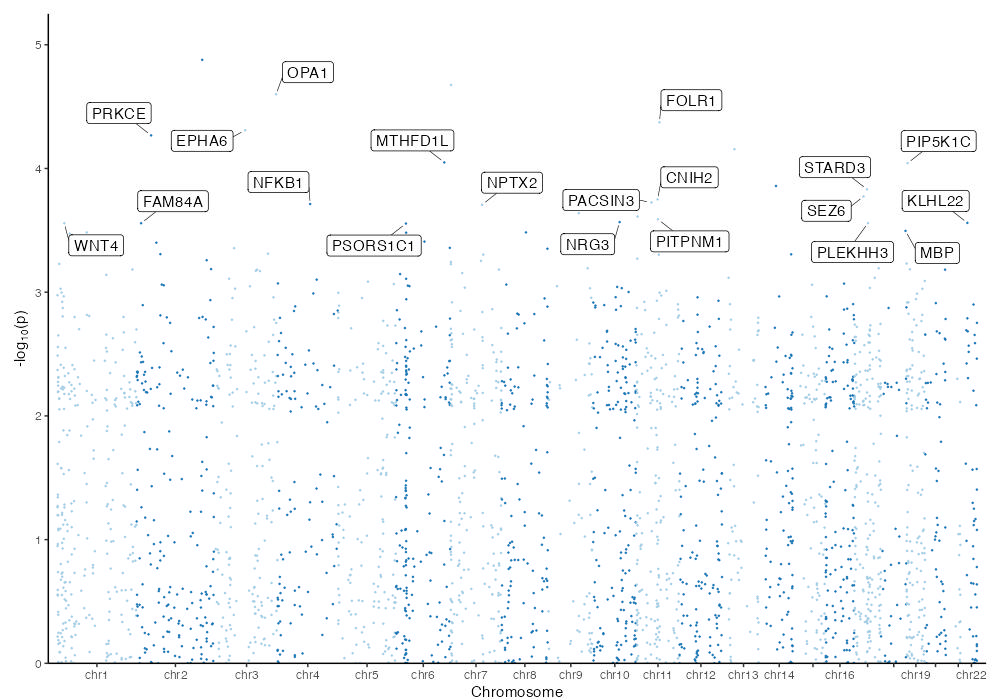 5
OPA1
FOLR1
PRKCE
EPHA6
MTHFD1L
PIP5K1C
4
STARD3
NFKB1
NPTX2
CNIH2
FAM84A
PACSIN3
KLHL22
SEZ6
WNT4
PSORS1C1
NRG3
PITPNM1
PLEKHH3
MBP
3
-log10(p)
2
1
0
chr1 chr2 chr3 chr4 chr5 chr6 chr7 chr8 chr9 chr10 chr11 chr12 chr13 chr14 chr16 chr19 chr22
Chromosome